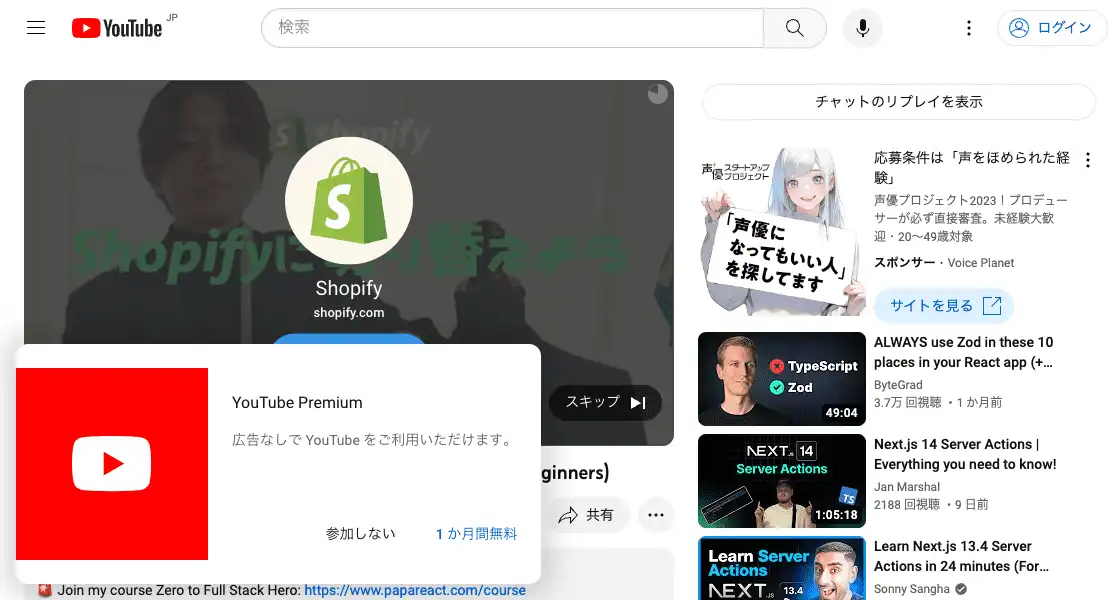 YouTube JP
検索
ログイン
Shopify
Shopifyに切り替えよう
Shopify
shopify.com
スキップ
YouTube Premium
広告なしで YouTube をご利用いただけます。
参加しない
1 か月間無料
ginners)
共有
🚨 Join my course Zero to Full Stack Hero: https://www.papareact.com/course
チャットのリプレイを表示
声優スタートアッププロジェクト
「声優に
なってもいい人」
を探してます
応募条件は「声をほめられた経
験」
声優プロジェクト2023！プロデュー
サーが必ず直接審査。未経験大歓
迎・20〜49歳対象
スポンサー・Voice Planet
サイトを見る
TypeScript
Zod
49:04
ALWAYS use Zod in these 10
places in your React app (+…
ByteGrad
3.7万 回視聴 ・1 か月前
NEXT.JS 14
Server Actions
TS
1:05:18
Next.js 14 Server Actions |
Everything you need to know!
Jan Marshal
2188 回視聴 ・9 日前
Learn Server
Actions
NEXT.JS 13.4
Learn Next.js 13.4 Server
Actions in 24 minutes (For…
Sonny Sangha